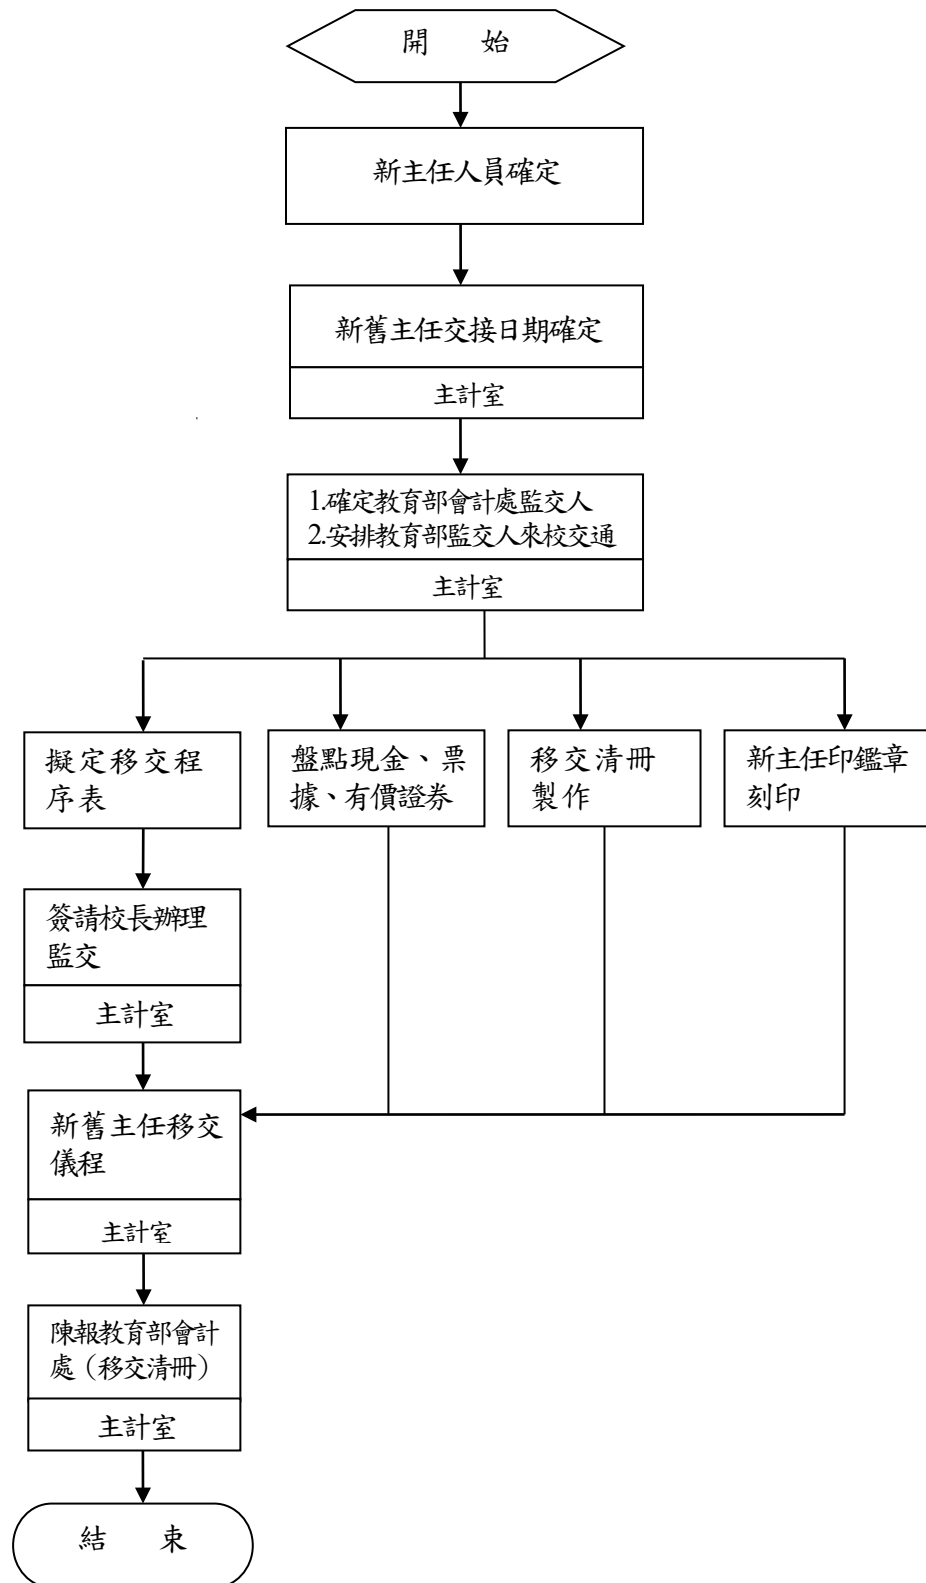 開 始
新主任人員確定
新舊主任交接日期確定
主計室
1.確定教育部會計處監交人
2.安排教育部監交人來校交通
主計室
擬定移交程
序表
盤點現金、票
據、有價證券
移交清冊
製作
新主任印鑑章
刻印
簽請校長辦理
監交
主計室
新舊主任移交
儀程
主計室
陳報教育部會計
處（移交清冊）
主計室
結 束